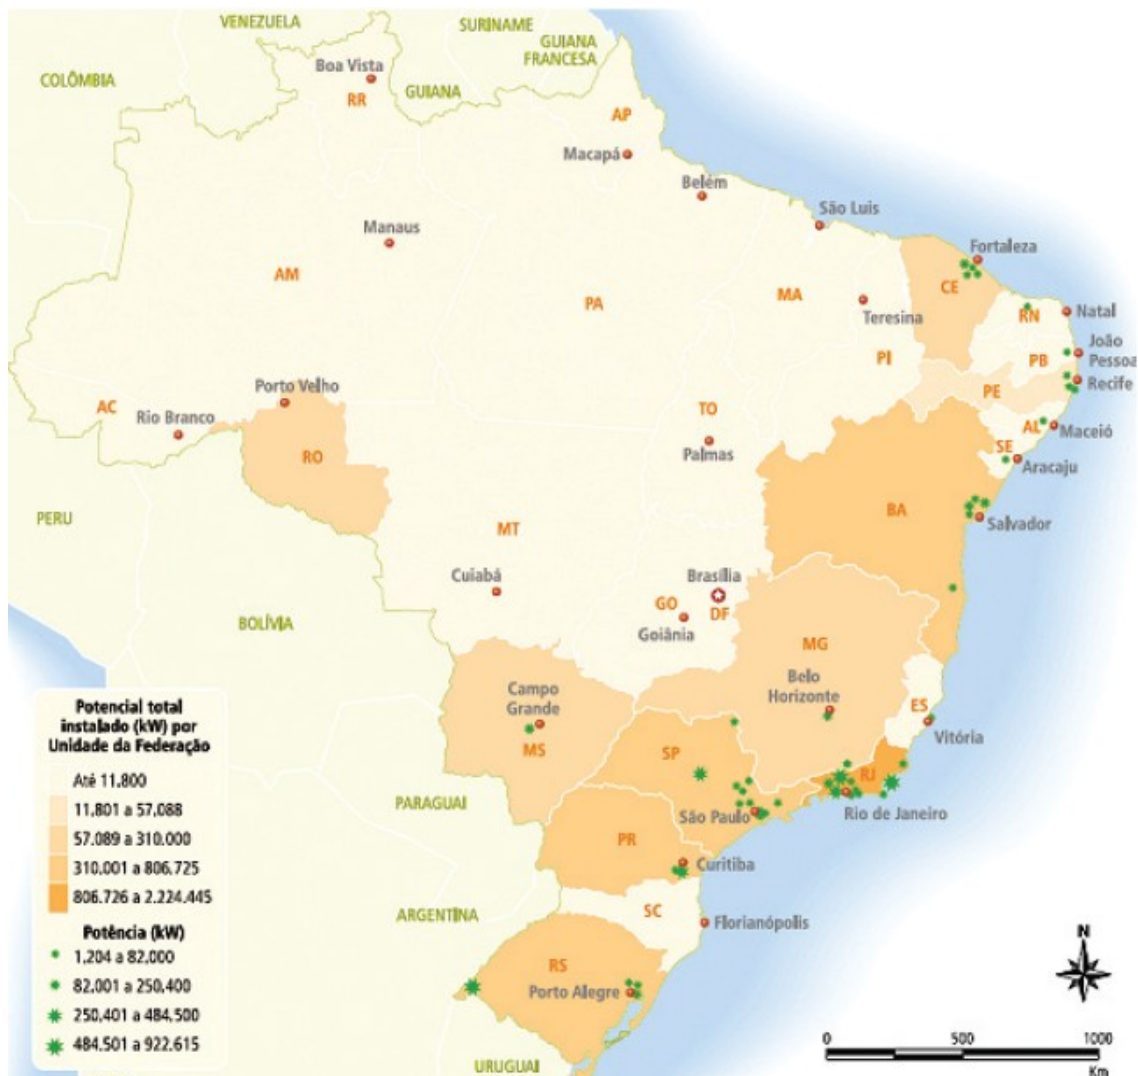 VENEZUELA
SURINAME
GUIANA
FRANCESA
COLÔMBIA
Boa Vista
RR
GUIANA
AP
Macapá
Belém
São Luis
Manaus
Fortaleza
AM
CE
PA
MA
Teresina
RN
Natal
João
Pessoa
PB
PI
Recife
PE
Porto Velho
AC
Rio Branco
TO
AL
Maceió
RO
Palmas
SE
Aracaju
PERU
BA
Salvador
MT
Cuiabá
Brasília
GO
DF
Goiânia
BOLÍVIA
MG
Belo
Horizonte
Campo
Grande
ES
Vitória
MS
SP
RJ
PARAGUAI
São Paulo
Rio de Janeiro
PR
Curitiba
ARGENTINA
SC
Florianópolis
RS
Porto Alegre
URUGUAI
Potencial total
instalado (kW) por
Unidade da Federação
Até 11.800
11.801 a 57.088
57.089 a 310.000
310.001 a 806.725
806.726 a 2.224.445
Potência (kW)
1,204 a 82.000
82.001 a 250.400
250.401 a 484.500
484.501 a 922.615
N
0 500 1000
Km